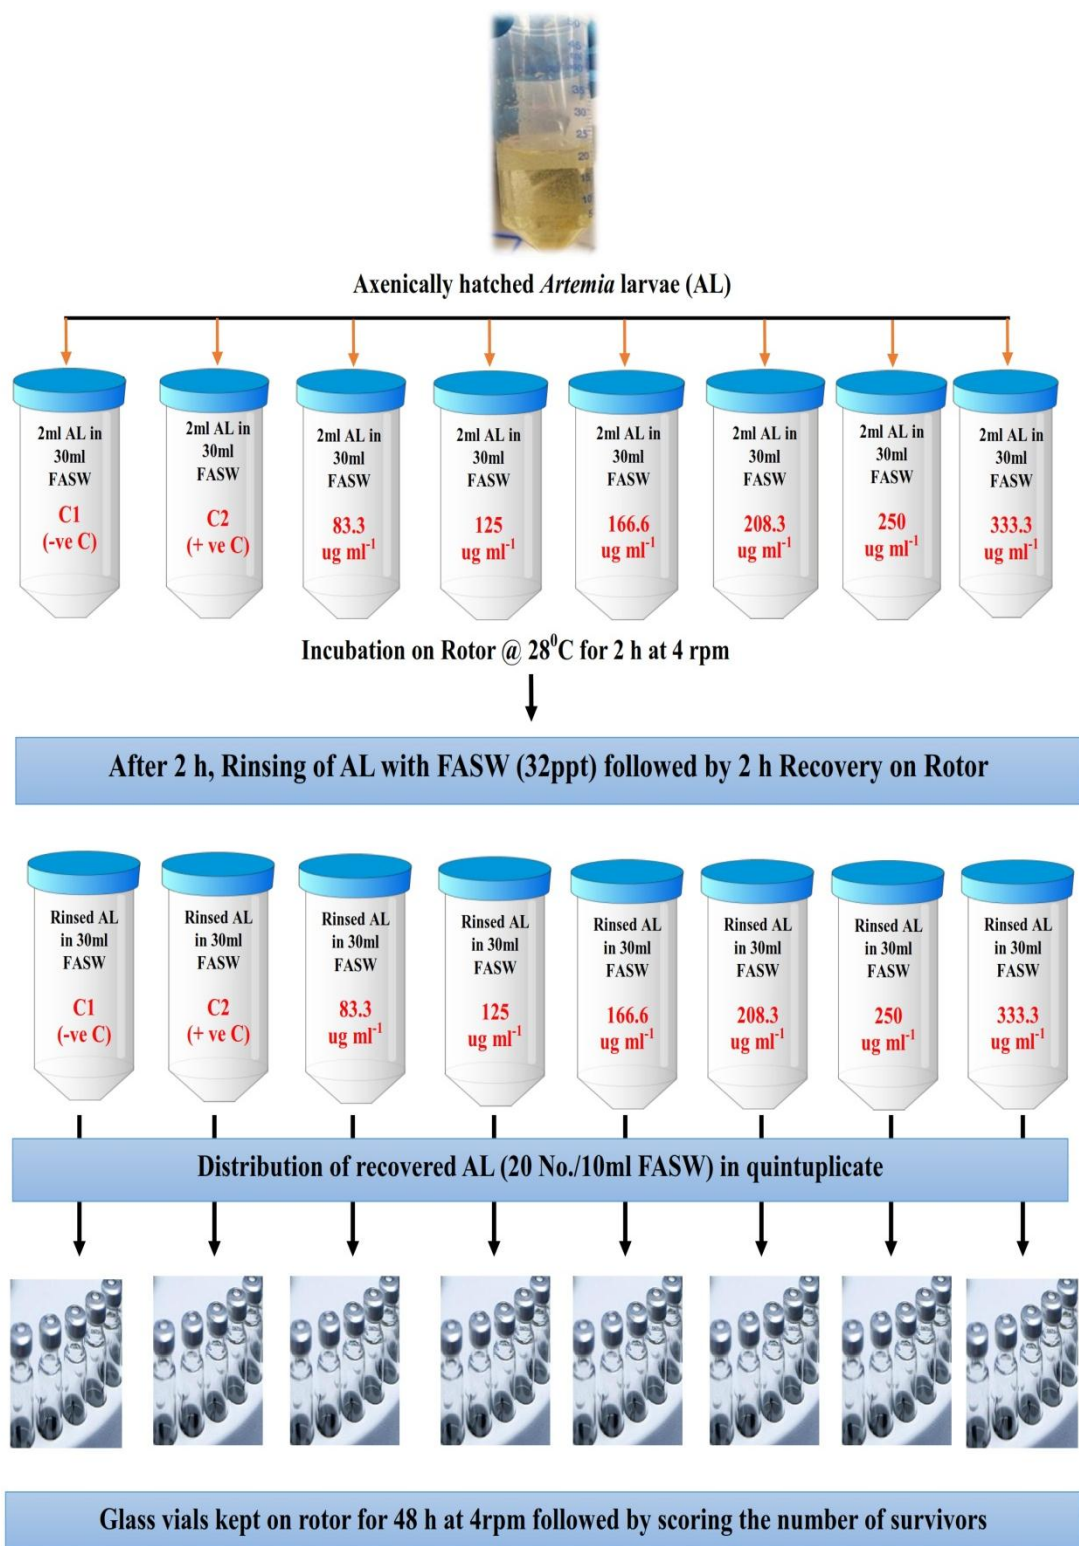 35
30
25
20
15
10
5
Axenically hatched Artemia larvae (AL)
2ml AL in
30ml
FASW
C1
(-ve C)
2ml AL in
30ml
FASW
C2
(+ ve C)
2ml AL in
30ml
FASW
83.3
ug ml⁻¹
2ml AL in
30ml
FASW
125
ug ml⁻¹
2ml AL in
30ml
FASW
166.6
ug ml⁻¹
2ml AL in
30ml
FASW
208.3
ug ml⁻¹
2ml AL in
30ml
FASW
250
ug ml⁻¹
2ml AL in
30ml
FASW
333.3
ug ml⁻¹
Incubation on Rotor @ 28⁰C for 2 h at 4 rpm
After 2 h, Rinsing of AL with FASW (32ppt) followed by 2 h Recovery on Rotor
Rinsed AL
in 30ml
FASW
C1
(-ve C)
Rinsed AL
in 30ml
FASW
C2
(+ ve C)
Rinsed AL
in 30ml
FASW
83.3
ug ml⁻¹
Rinsed AL
in 30ml
FASW
125
ug ml⁻¹
Rinsed AL
in 30ml
FASW
166.6
ug ml⁻¹
Rinsed AL
in 30ml
FASW
208.3
ug ml⁻¹
Rinsed AL
in 30ml
FASW
250
ug ml⁻¹
Rinsed AL
in 30ml
FASW
333.3
ug ml⁻¹
Distribution of recovered AL (20 No./10ml FASW) in quintuplicate
Glass vials kept on rotor for 48 h at 4rpm followed by scoring the number of survivors